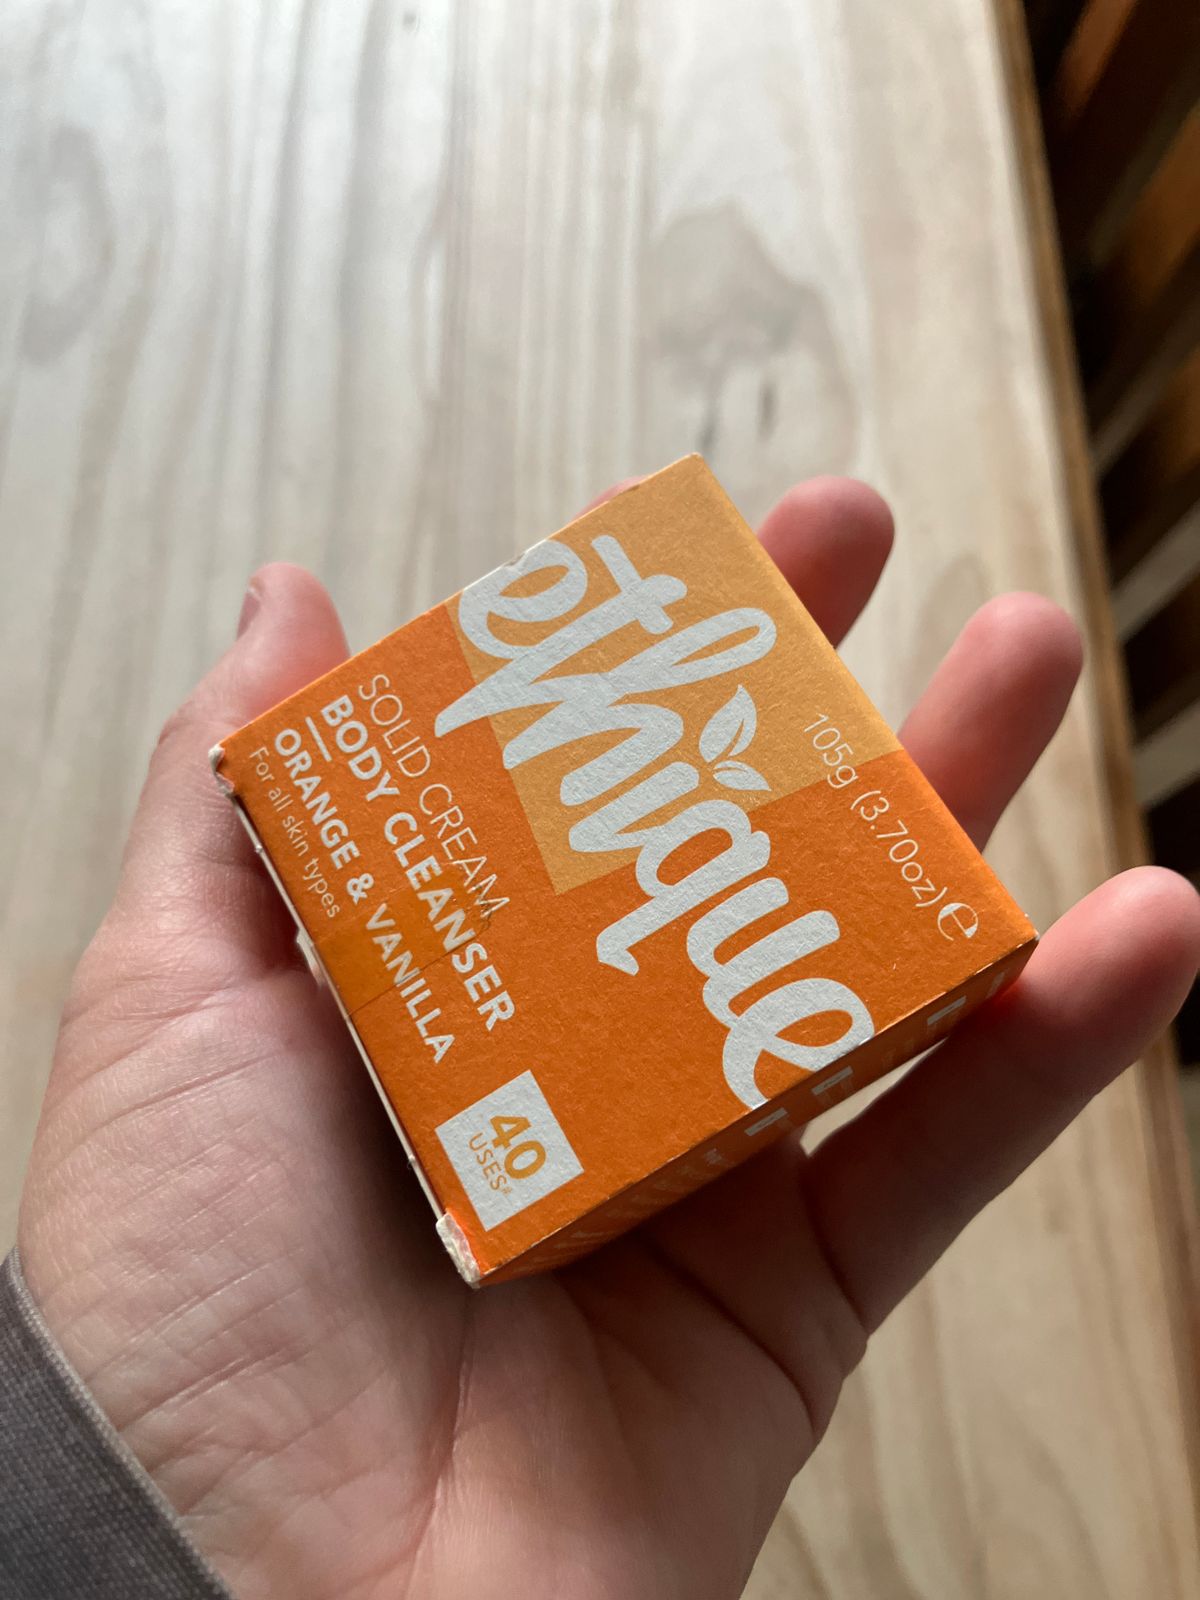 ethique
105g (3.70oz) ℮
SOLID CREAM
BODY CLEANSER
ORANGE & VANILLA
For all skin types
40
USES*